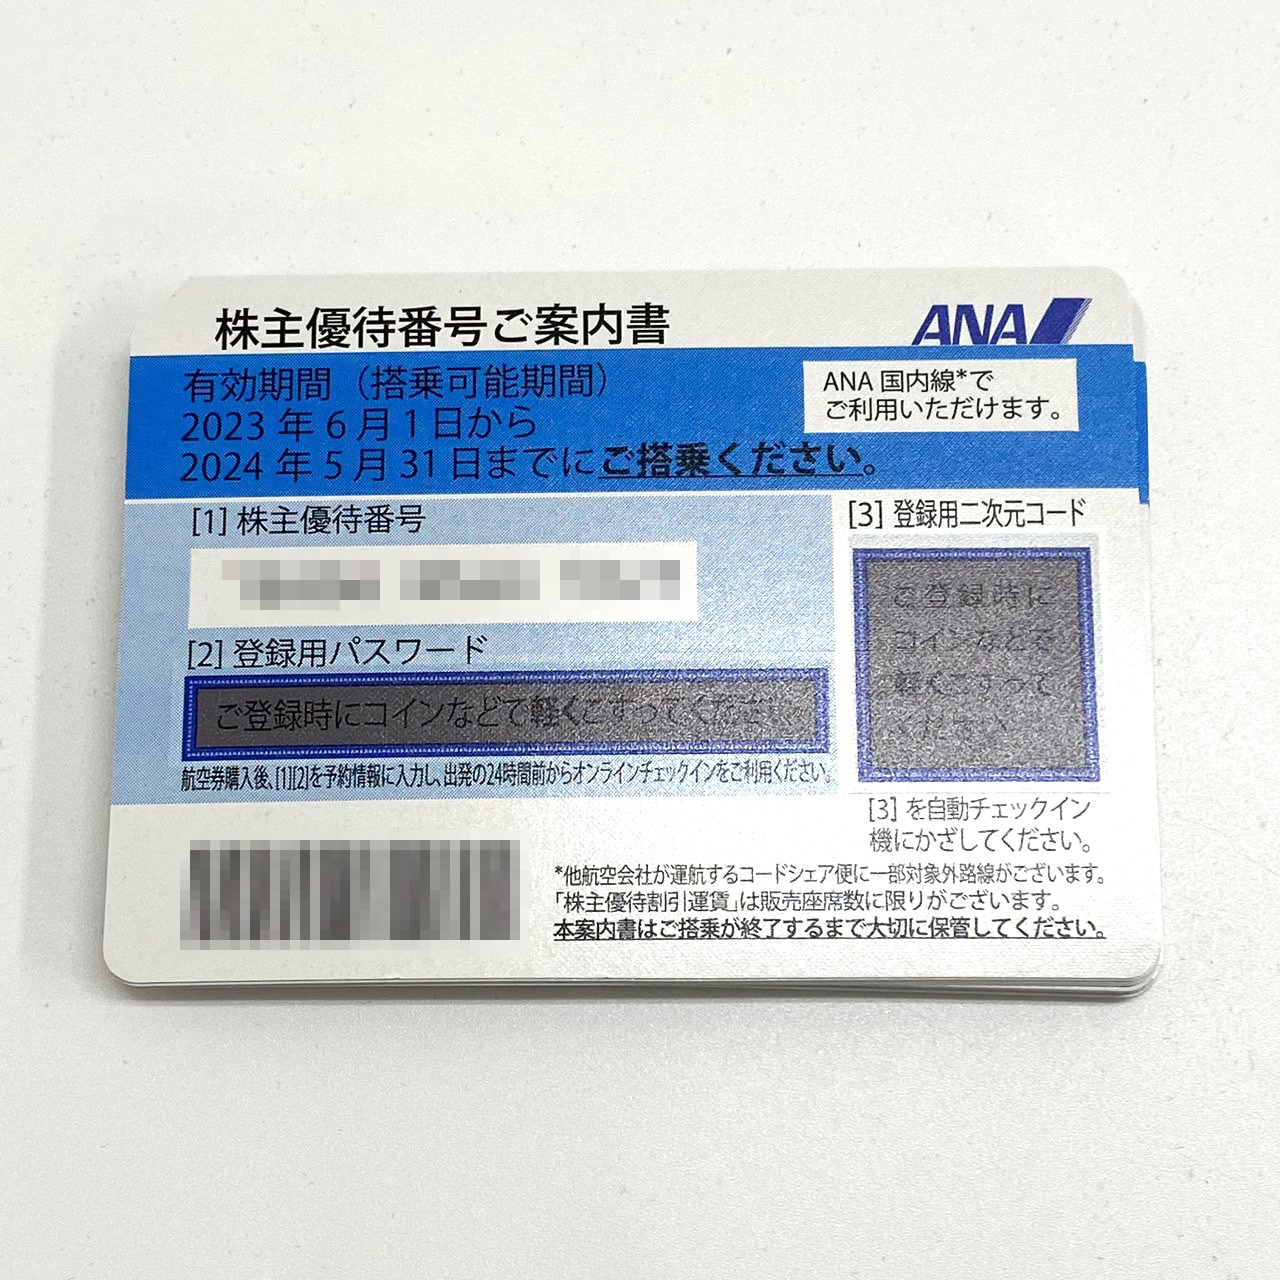 株主優待番号ご案内書
ANA
有効期間（搭乗可能期間）
2023 年 6 月 1 日から
2024 年 5 月 31 日までにご搭乗ください。
ANA 国内線*で
ご利用いただけます。
[1] 株主優待番号
[2] 登録用パスワード
ご登録時にコインなどで軽くこすってください
航空券購入後、[1][2]を予約情報に入力し、出発の24時間前からオンラインチェックインをご利用ください。
[3] 登録用二次元コード
ご登録時に
コインなどで
軽くこすって
ください
[3] を自動チェックイン
機にかざしてください。
*他航空会社が運航するコードシェア便に一部対象外路線がございます。
「株主優待割引運賃」は販売座席数に限りがございます。
本案内書はご搭乗が終了するまで大切に保管してください。